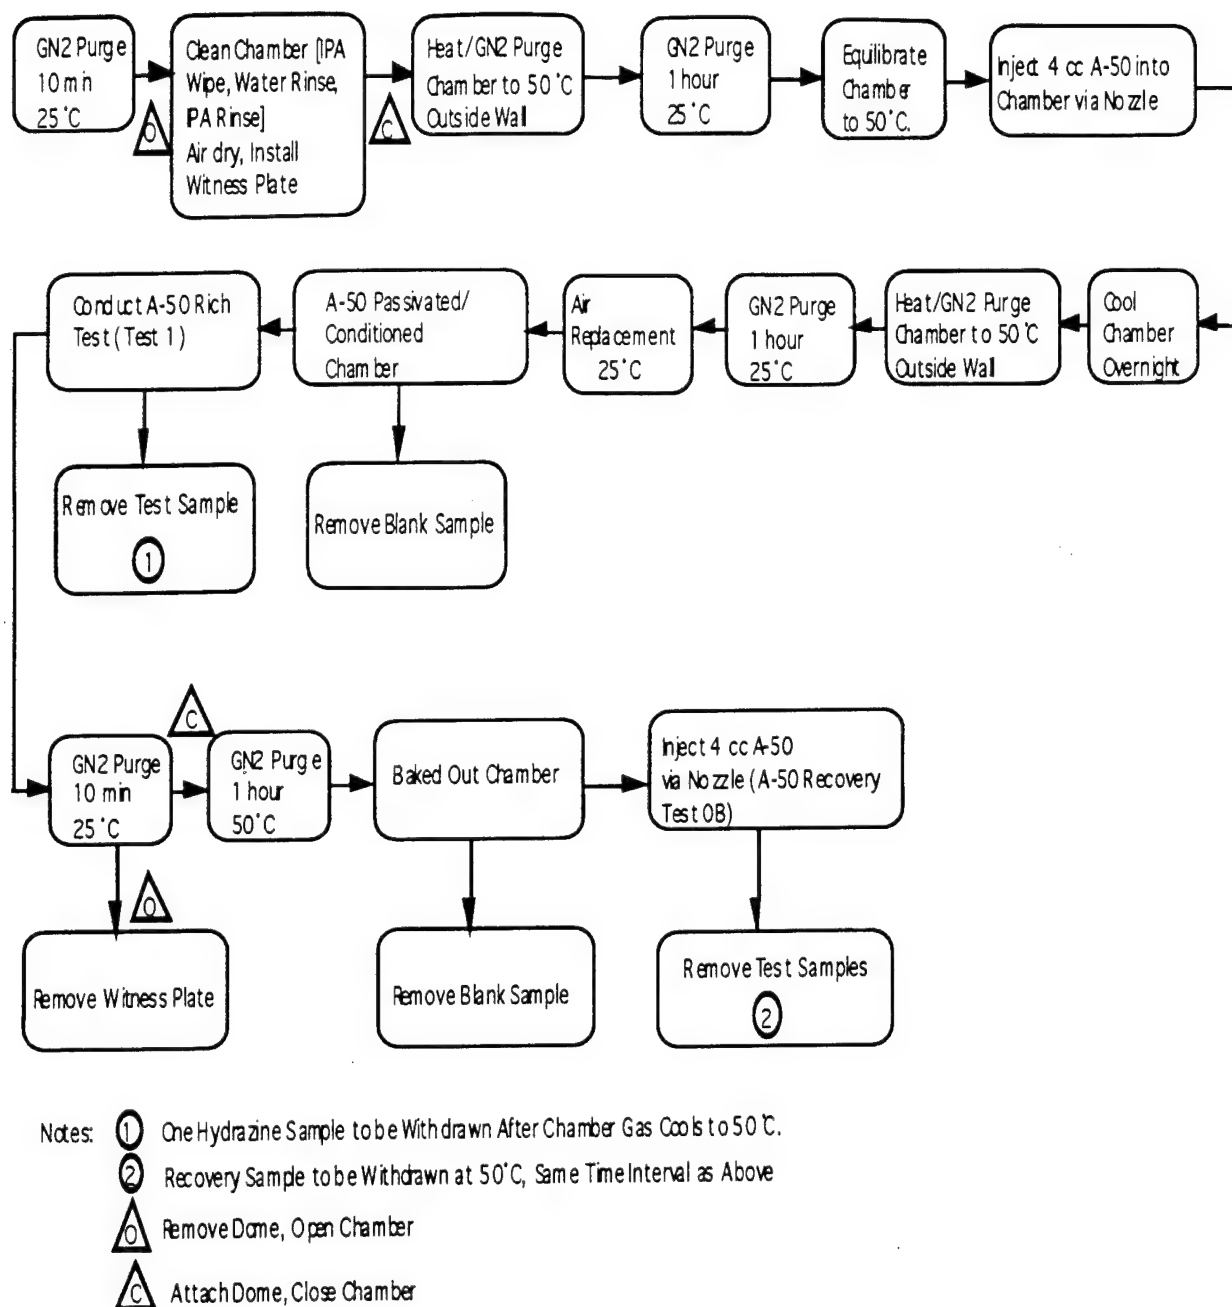 GN2 Purge
10 min
25°C
O
Clean Chamber [IPA
Wipe, Water Rinse,
IPA Rinse]
Air dry, Install
Witness Plate
C
Heat/GN2 Purge
Chamber to 50°C
Outside Wall
GN2 Purge
1 hour
25°C
Equilibrate
Chamber
to 50°C.
Inject 4 cc A-50 into
Chamber via Nozzle
Conduct A-50 Rich
Test (Test 1)
A-50 Passivated/
Conditioned
Chamber
Air
Replacement
25°C
GN2 Purge
1 hour
25°C
Heat/GN2 Purge
Chamber to 50°C
Outside Wall
Cool
Chamber
Overnight
Remove Test Sample
1
Remove Blank Sample
C
GN2 Purge
10 min
25°C
GN2 Purge
1 hour
50°C
Baked Out Chamber
Inject 4 cc A-50
via Nozzle (A-50 Recovery
Test 0B)
O
Remove Witness Plate
Remove Blank Sample
Remove Test Samples
2
Notes: 1 One Hydrazine Sample to be Withdrawn After Chamber Gas Cools to 50°C.
2 Recovery Sample to be Withdrawn at 50°C, Same Time Interval as Above
O Remove Dome, Open Chamber
C Attach Dome, Close Chamber